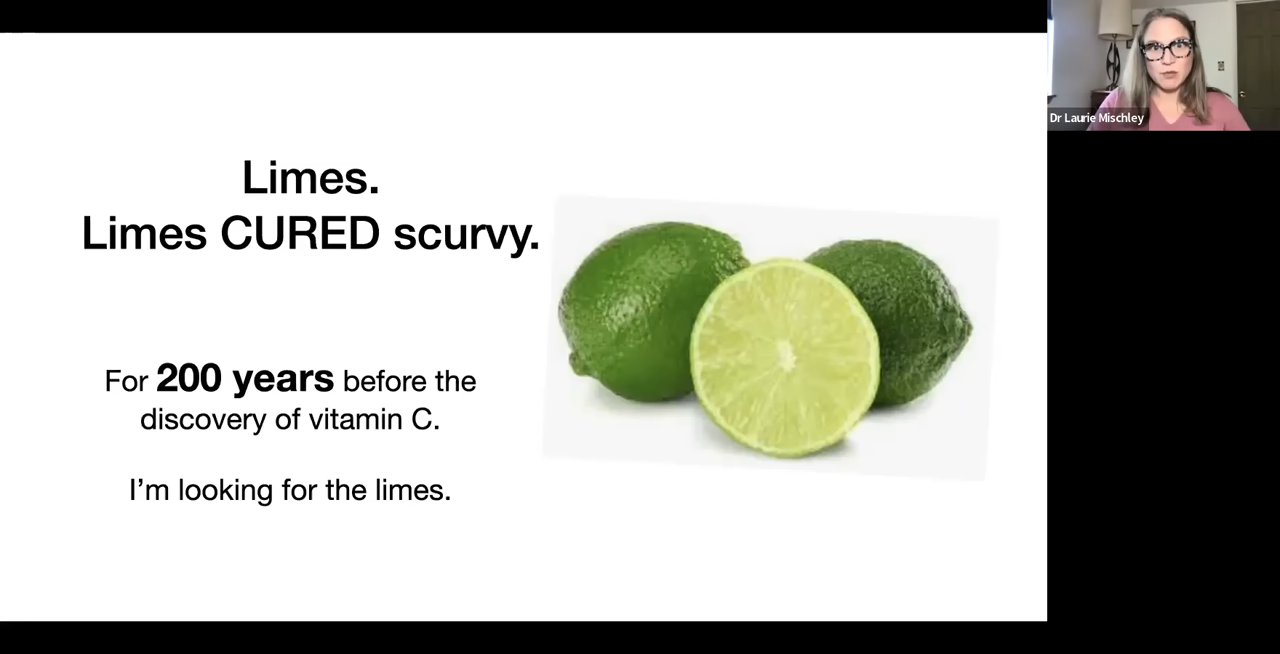 Limes.
Limes CURED scurvy.
For 200 years before the
discovery of vitamin C.
I’m looking for the limes.
Dr Laurie Mischley